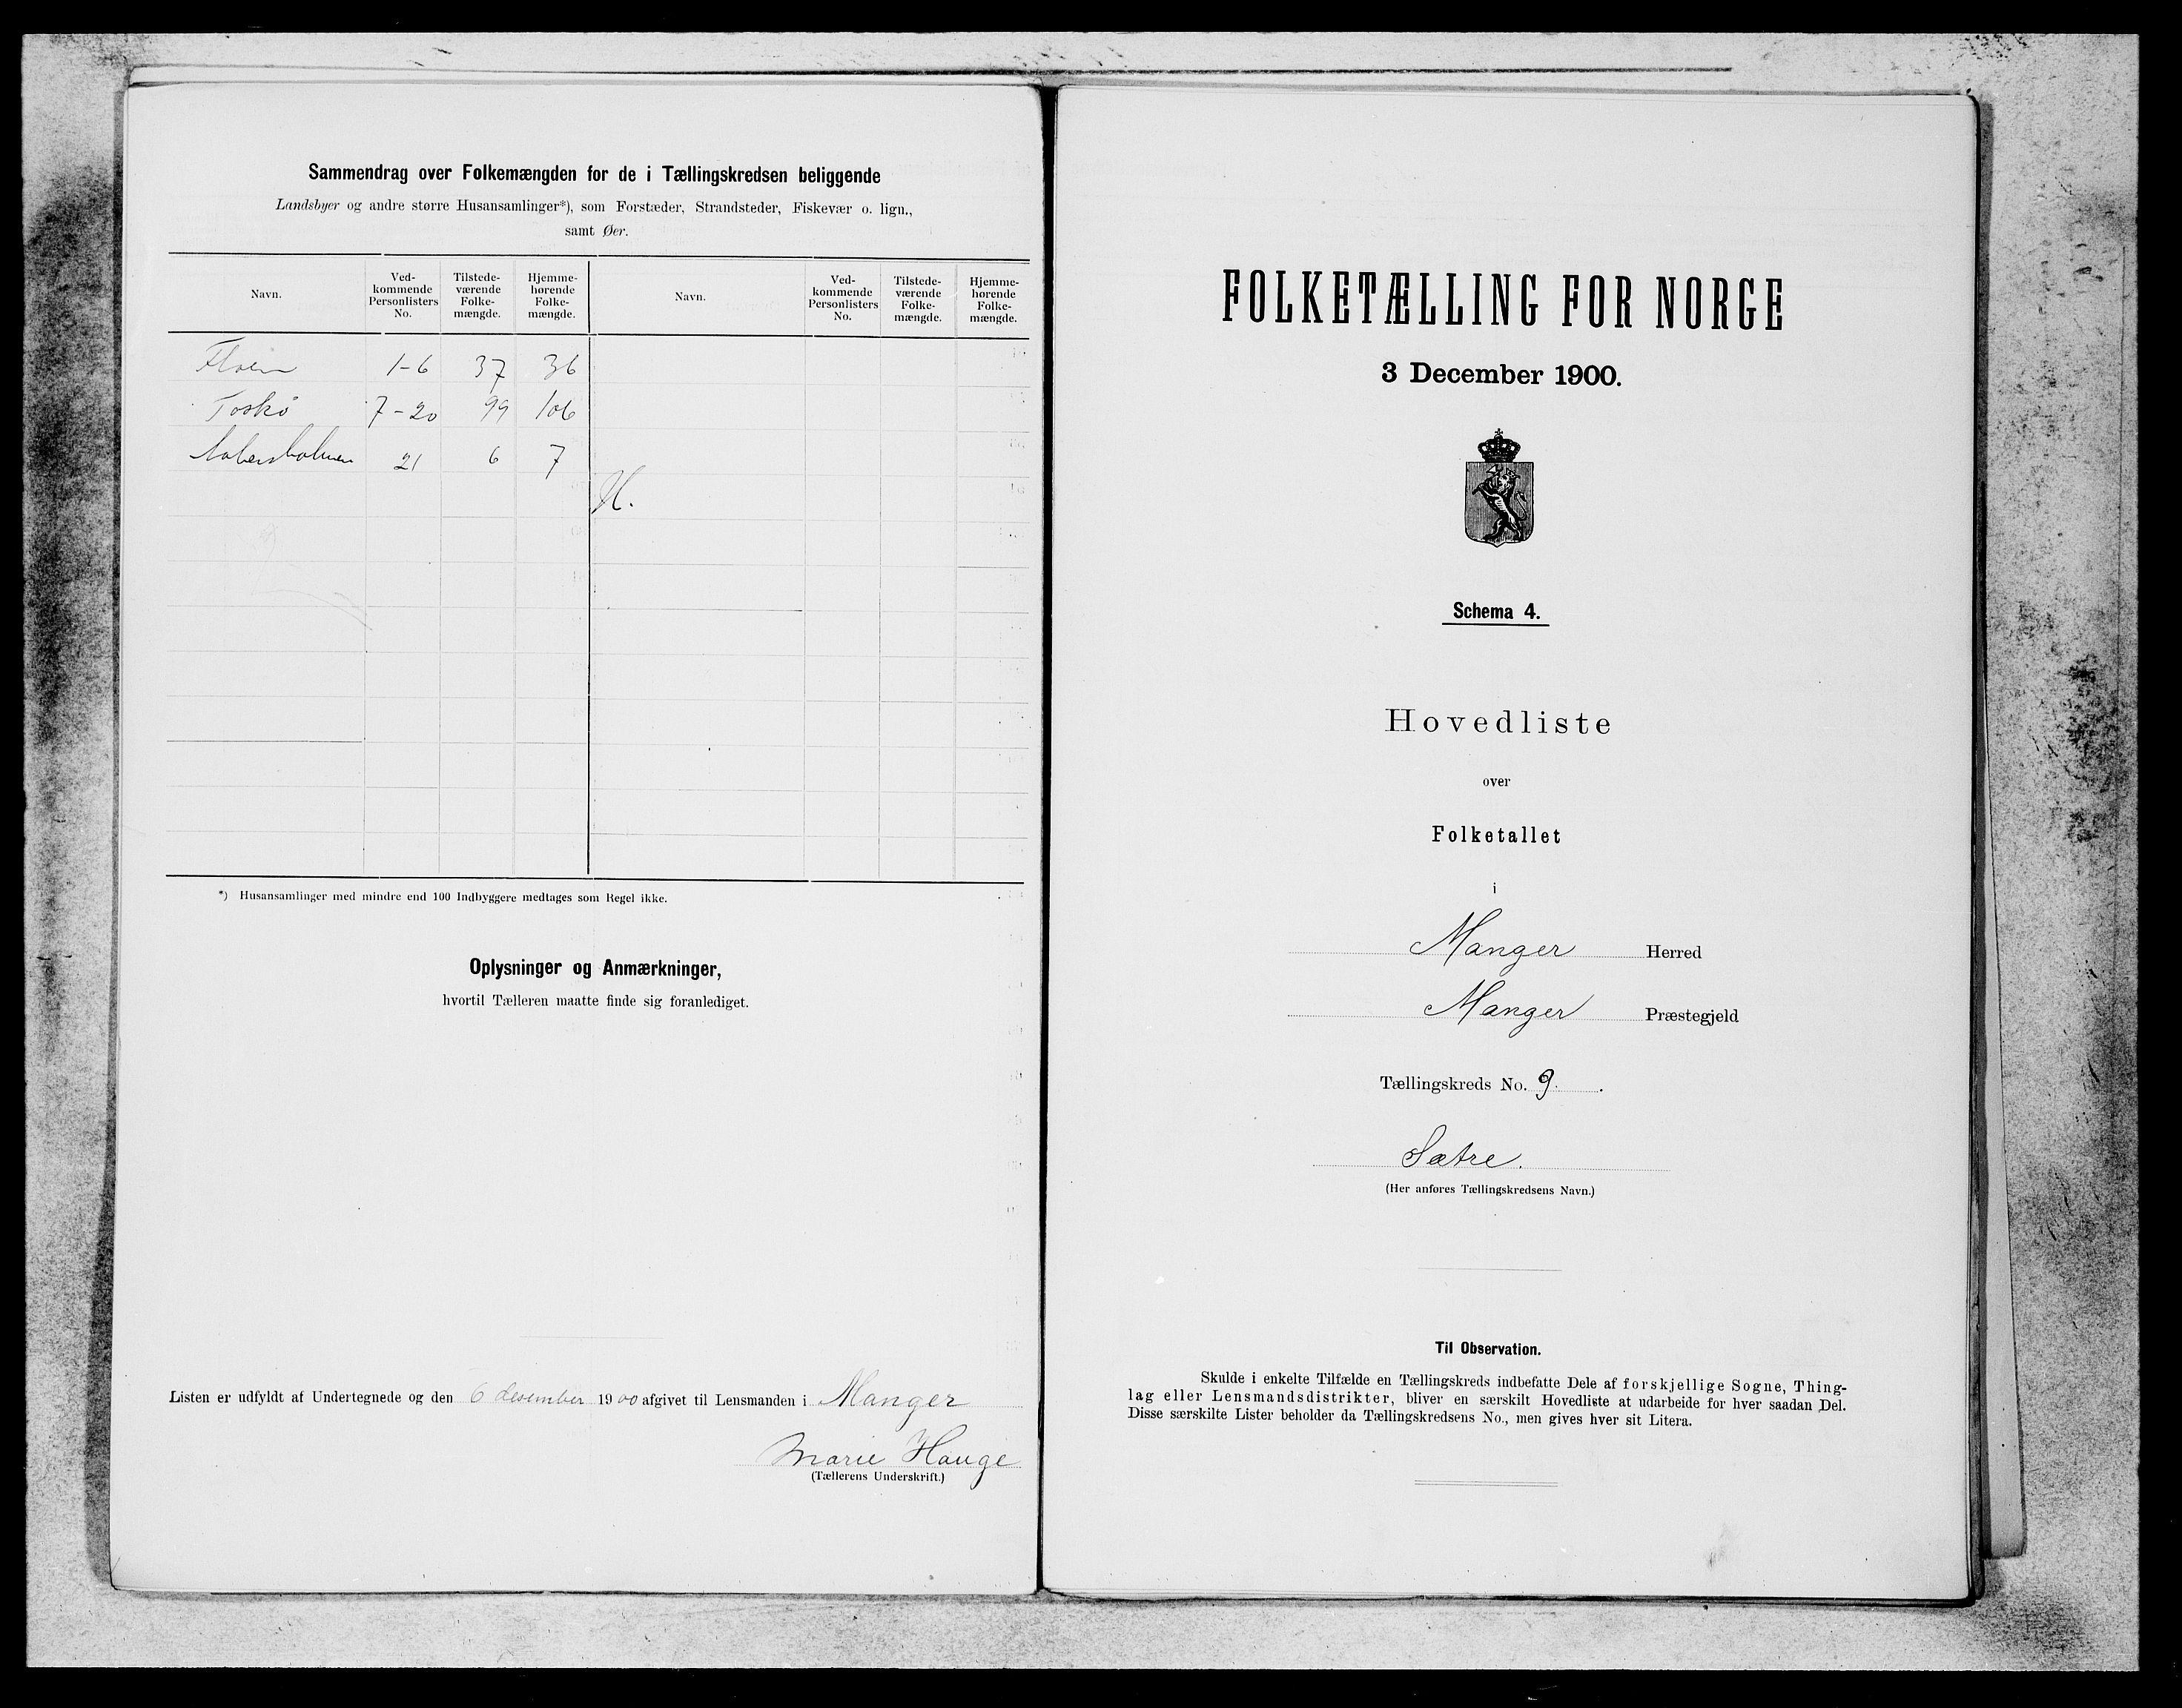 Sammendrag over Folkemængden for de i Tællingskredsen beliggende
Landsbyer og andre større Husansamlinger*), som Forstæder, Strandsteder, Fiskevær o. lign.,
samt Øer.
Navn. Ved-kommende Personlisters No. Tilstede-værende Folke-mængde. Hjemme-hørende Folke-mængde. Navn. Ved-kommende Personlisters No. Tilstede-værende Folke-mængde. Hjemme-hørende Folke-mængde.
1-6 37 36
Toskø 7-20 99 106
21 6 7
H.
*) Husansamlinger med mindre end 100 Indbyggere medtages som Regel ikke.
Oplysninger og Anmærkninger,
hvortil Tælleren maatte finde sig foranlediget.
Listen er udfyldt af Undertegnede og den 6 desember 1900 afgivet til Lensmanden i Manger
Marie Hauge
(Tællerens Underskrift.)
FOLKETÆLLING FOR NORGE
3 December 1900.
Schema 4.
Hovedliste
over
Folketallet
i
Manger Herred
Manger Præstegjeld
Tællingskreds No. 9.
Sætre.
(Her anføres Tællingskredsens Navn.)
Til Observation.
Skulde i enkelte Tilfælde en Tællingskreds indbefatte Dele af forskjellige Sogne, Thing-
lag eller Lensmandsdistrikter, bliver en særskilt Hovedliste at udarbeide for hver saadan Del.
Disse særskilte Lister beholder da Tællingskredsens No., men gives hver sit Litera.